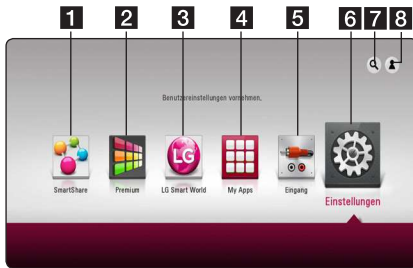 1 2 3 4 5 6 7 8
Benutzereinstellungen vornehmen.
LG
SmartShare Premium LG Smart World My Apps Eingang Einstellungen